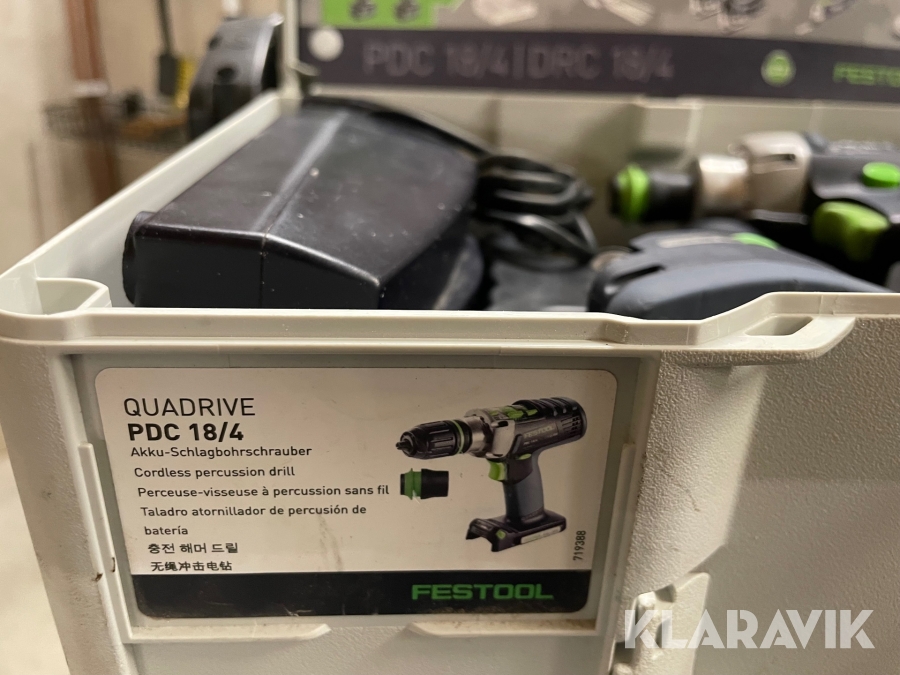 PDC 18/4 | DRC 18/4
FESTOOL
QUADRIVE
PDC 18/4
Akku-Schlagbohrschrauber
Cordless percussion drill
Perceuse-visseuse à percussion sans fil
Taladro atornillador de percusión de
batería
충전 해머 드릴
无绳冲击电钻
FESTOOL
719388
FESTOOL
KLARAVIK